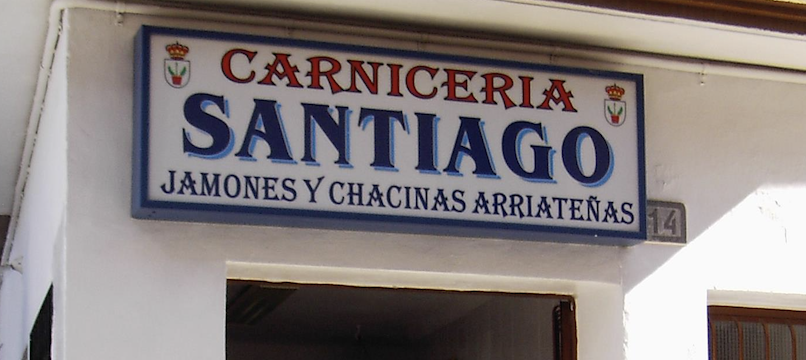 CARNICERIA
SANTIAGO
JAMONES Y CHACINAS ARRIATEÑAS
14